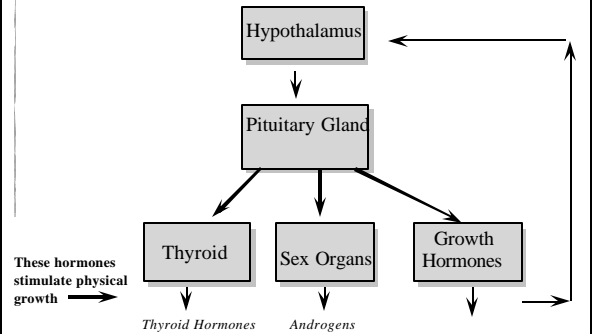 Hypothalamus
Pituitary Gland
Thyroid
Sex Organs
Growth
Hormones
These hormones
stimulate physical
growth
Thyroid Hormones
Androgens